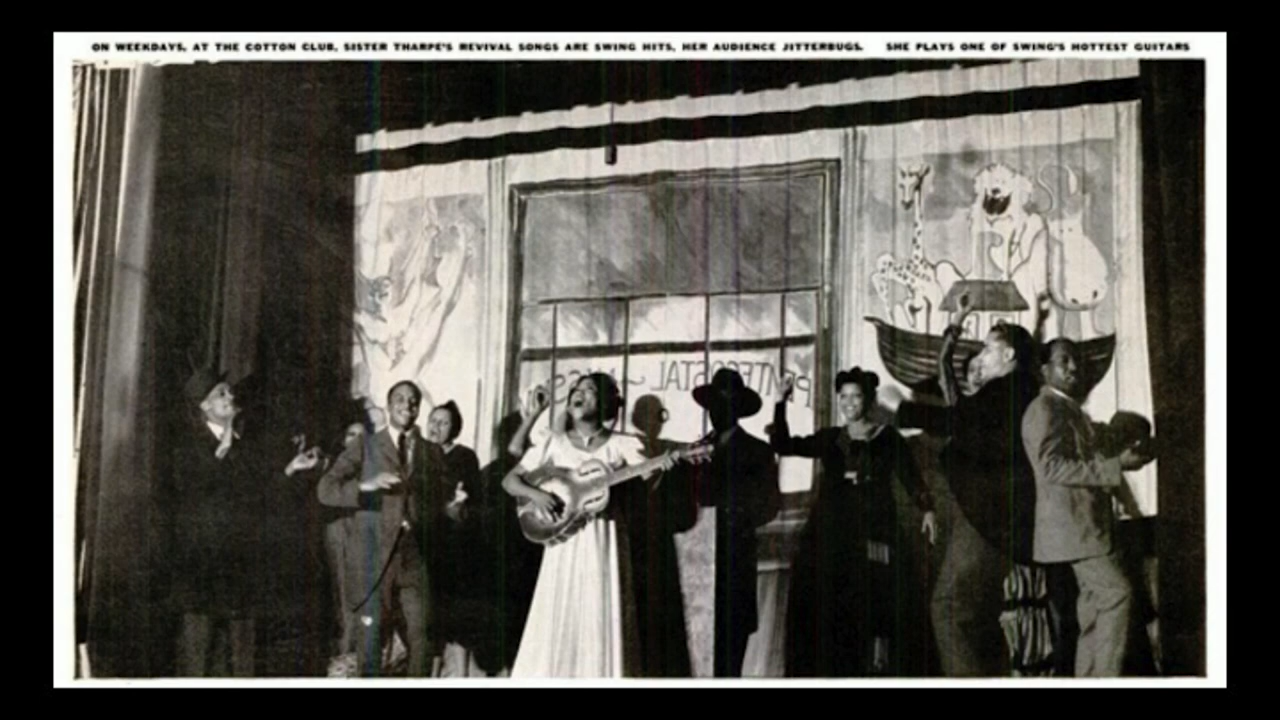 ON WEEKDAYS, AT THE COTTON CLUB, SISTER THARPE'S REVIVAL SONGS ARE SWING HITS, HER AUDIENCE JITTERBUGS. SHE PLAYS ONE OF SWING'S HOTTEST GUITARS
PENTECOSTAL